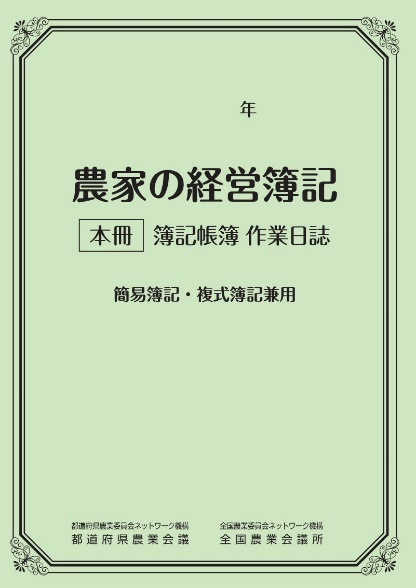 年
農家の経営簿記
本冊 簿記帳簿 作業日誌
簡易簿記・複式簿記兼用
都道府県農業委員会ネットワーク機構 全国農業委員会ネットワーク機構
都道府県農業会議 全国農業会議所